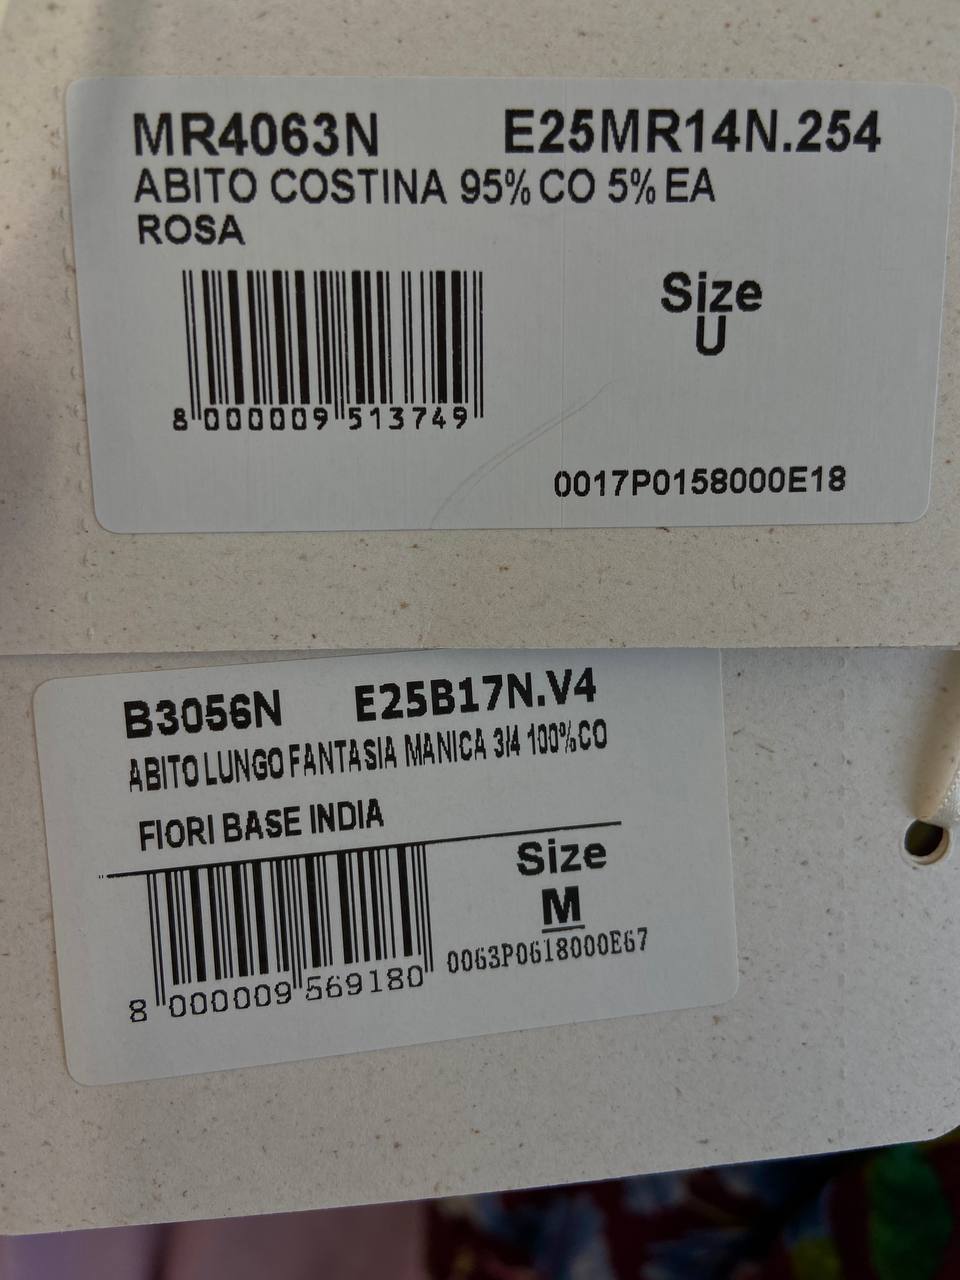 MR4063N E25MR14N.254
ABITO COSTINA 95% CO 5% EA
ROSA
Size
U
8 000009 513749
0017P0158000E18
B3056N E25B17N.V4
ABITO LUNGO FANTASIA MANICA 3/4 100%CO
FIORI BASE INDIA
Size
M
0063P0618000E67
8 000009 569180